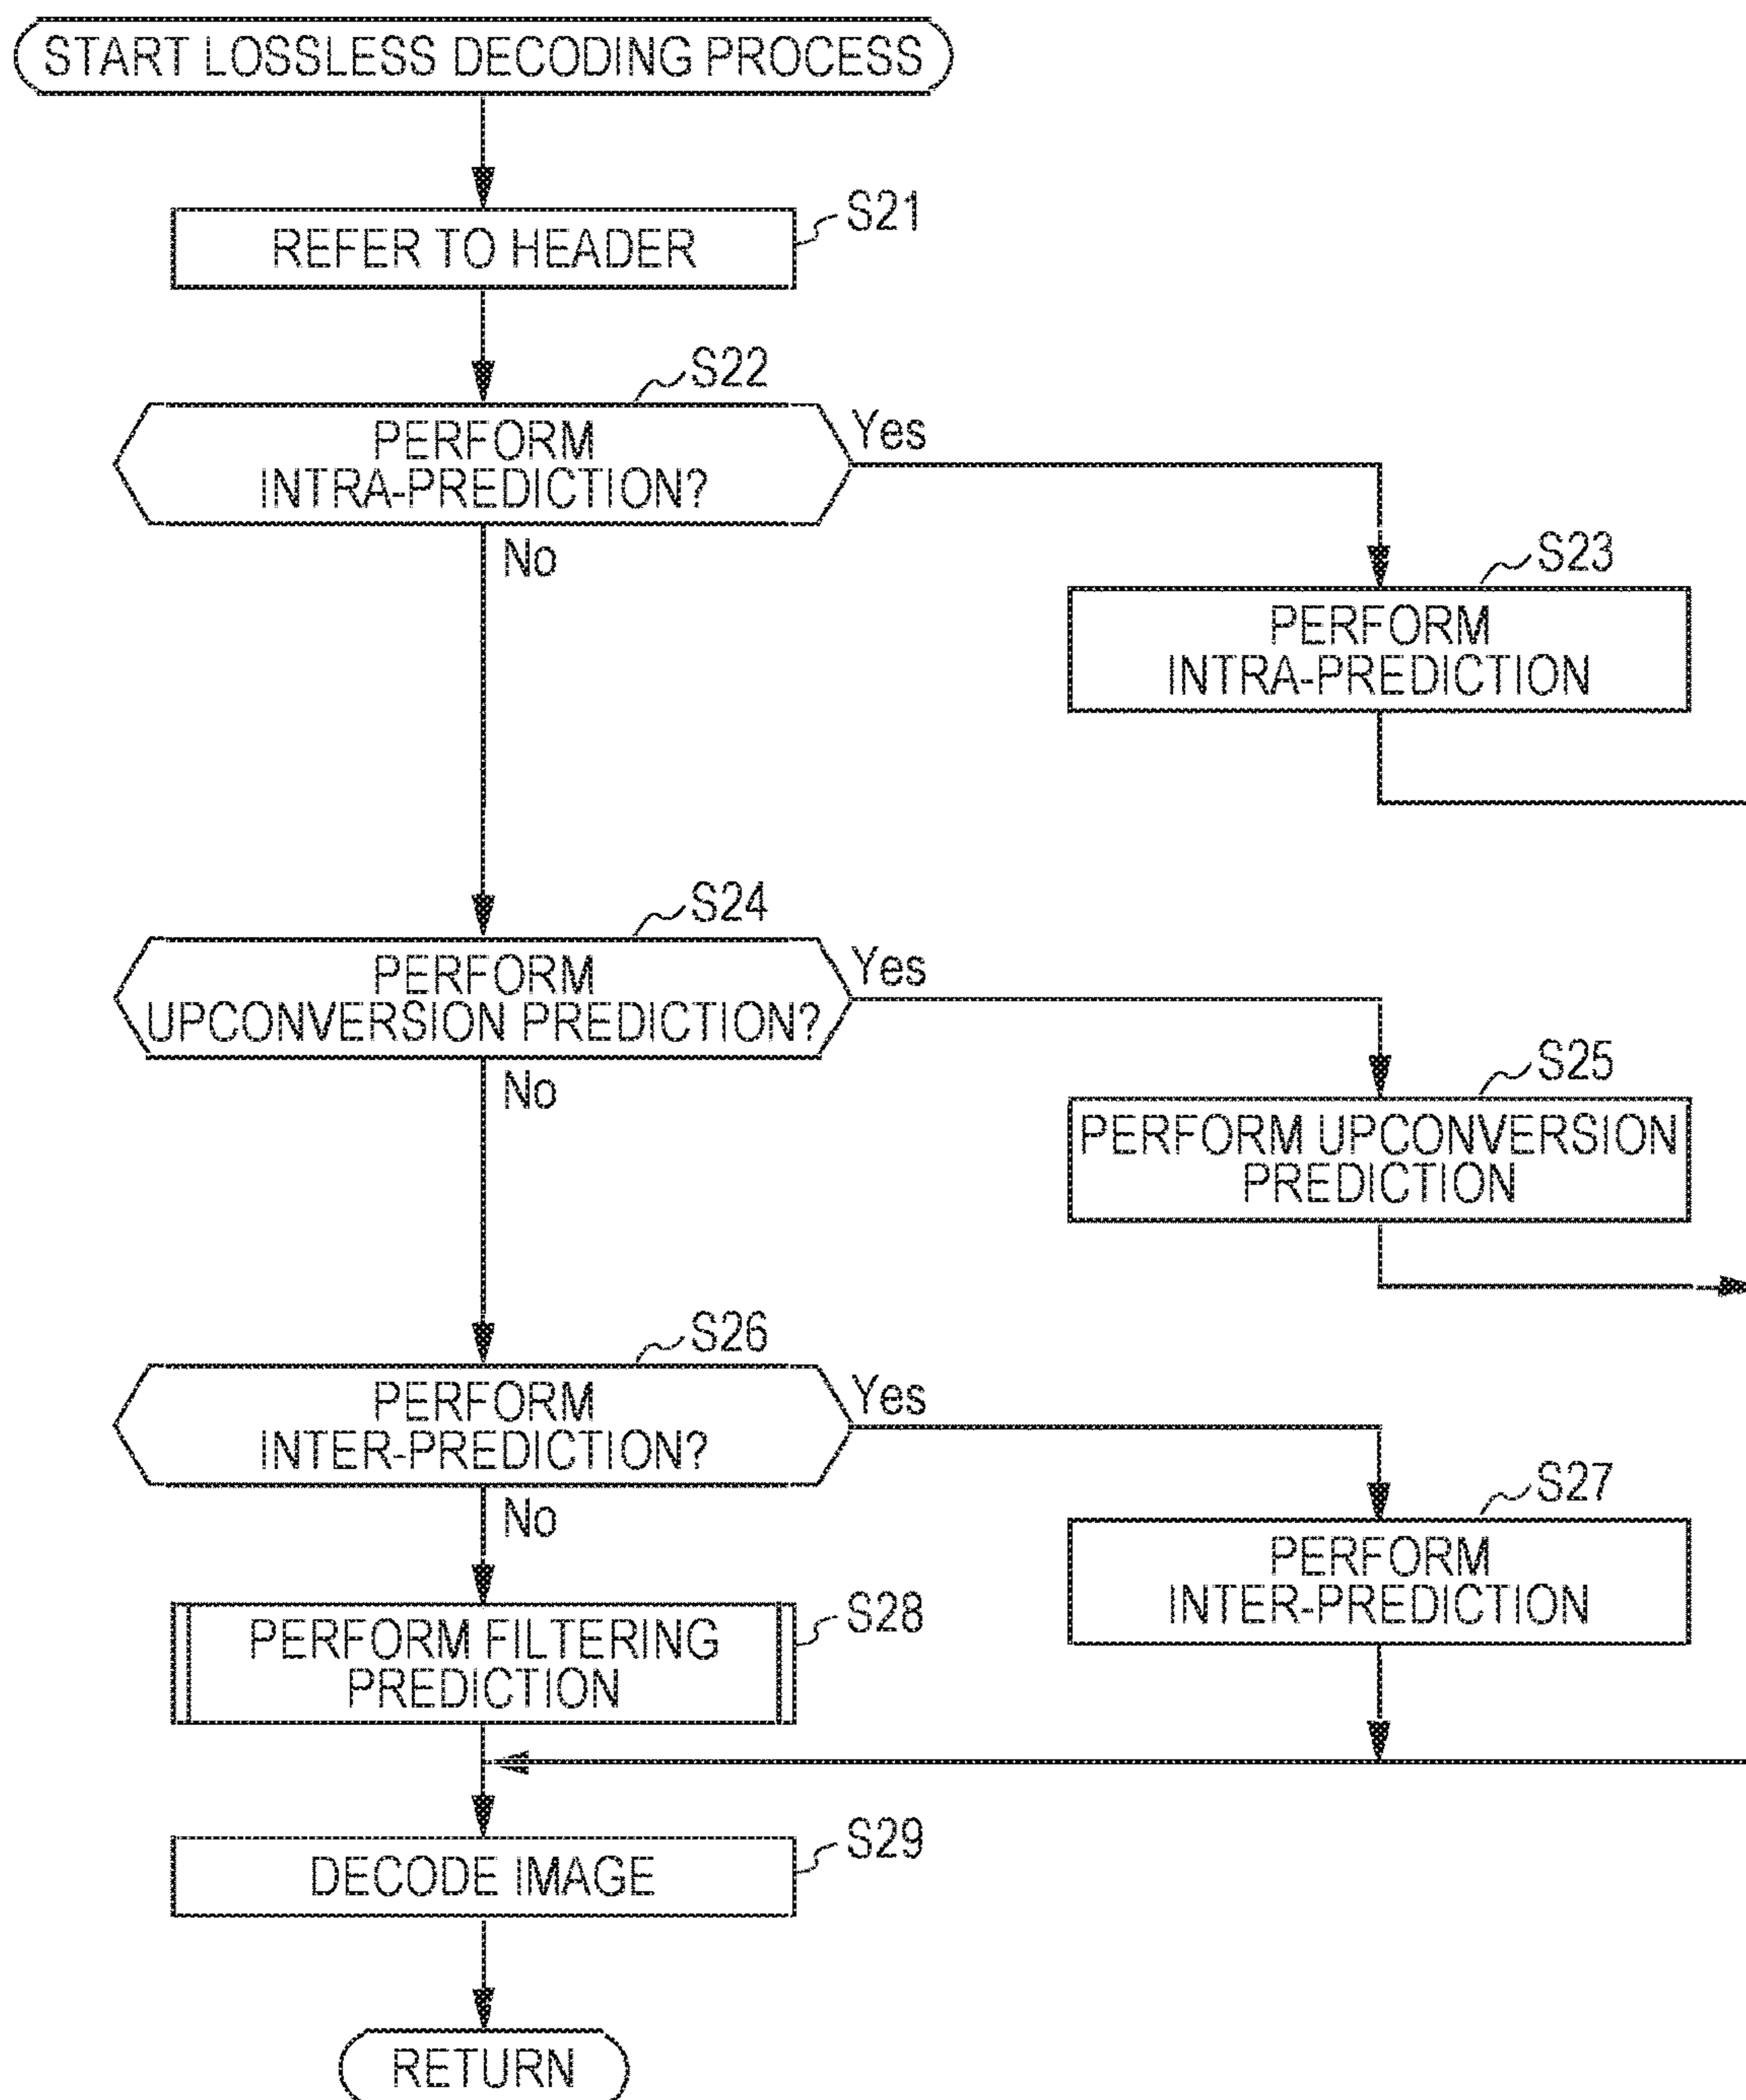 START LOSSLESS DECODING PROCESS
S21
REFER TO HEADER
S22
PERFORM
INTRA-PREDICTION?
Yes
No
S23
PERFORM
INTRA-PREDICTION
S24
PERFORM
UPCONVERSION PREDICTION?
Yes
No
S25
PERFORM UPCONVERSION
PREDICTION
S26
PERFORM
INTER-PREDICTION?
Yes
No
S27
PERFORM
INTER-PREDICTION
S28
PERFORM FILTERING
PREDICTION
S29
DECODE IMAGE
RETURN